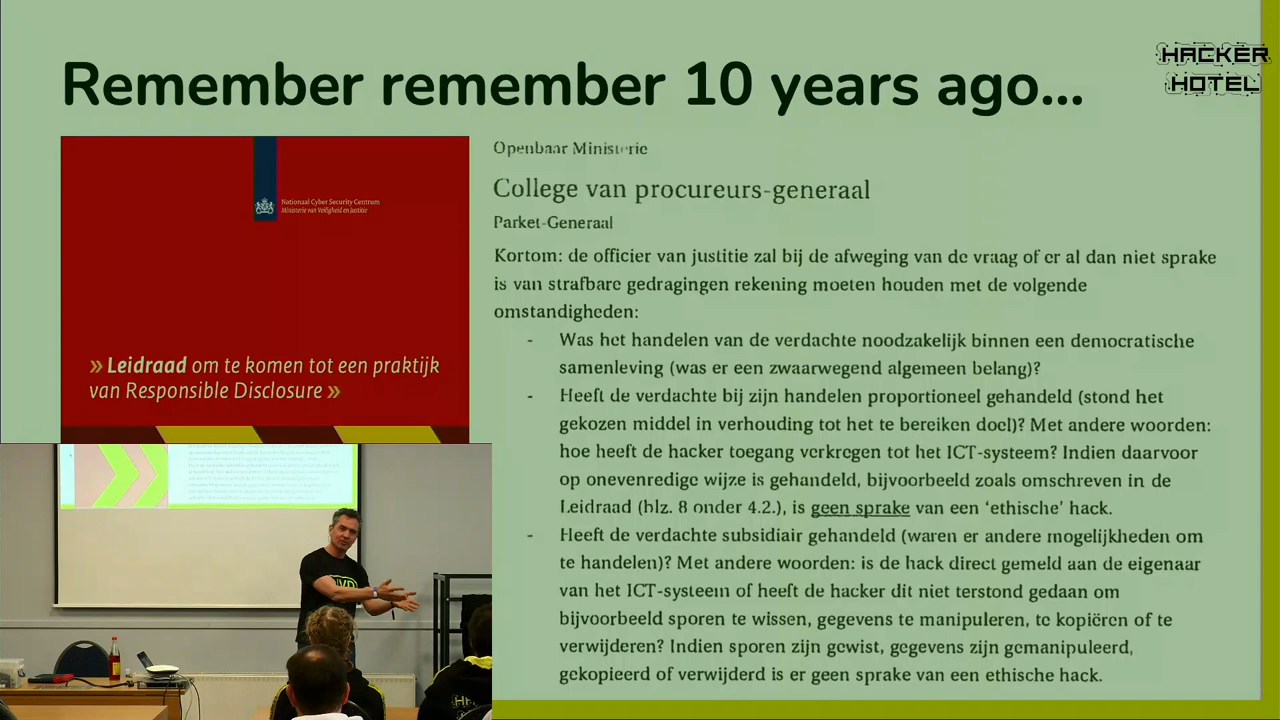 Remember remember 10 years ago...
HACKER
HOTEL
Nationaal Cyber Security Centrum
Ministerie van Veiligheid en Justitie
» Leidraad om te komen tot een praktijk
van Responsible Disclosure »
Openbaar Ministerie
College van procureurs-generaal
Parket-Generaal
Kortom: de officier van justitie zal bij de afweging van de vraag of er al dan niet sprake
is van strafbare gedragingen rekening moeten houden met de volgende
omstandigheden:
- Was het handelen van de verdachte noodzakelijk binnen een democratische
samenleving (was er een zwaarwegend algemeen belang)?
- Heeft de verdachte bij zijn handelen proportioneel gehandeld (stond het
gekozen middel in verhouding tot het te bereiken doel)? Met andere woorden:
hoe heeft de hacker toegang verkregen tot het ICT-systeem? Indien daarvoor
op onevenredige wijze is gehandeld, bijvoorbeeld zoals omschreven in de
Leidraad (blz. 8 onder 4.2.), is geen sprake van een ‘ethische’ hack.
- Heeft de verdachte subsidiair gehandeld (waren er andere mogelijkheden om
te handelen)? Met andere woorden: is de hack direct gemeld aan de eigenaar
van het ICT-systeem of heeft de hacker dit niet terstond gedaan om
bijvoorbeeld sporen te wissen, gegevens te manipuleren, te kopiëren of te
verwijderen? Indien sporen zijn gewist, gegevens zijn gemanipuleerd,
gekopieerd of verwijderd is er geen sprake van een ethische hack.